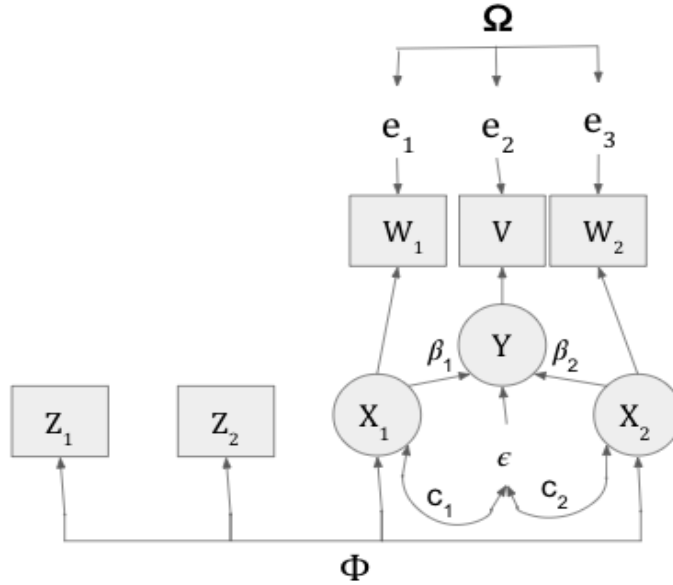 Ω
e₁ e₂ e₃
W₁ V W₂
Y
β₁ β₂
Z₁ Z₂ X₁ X₂
ϵ
c₁ c₂
Φ